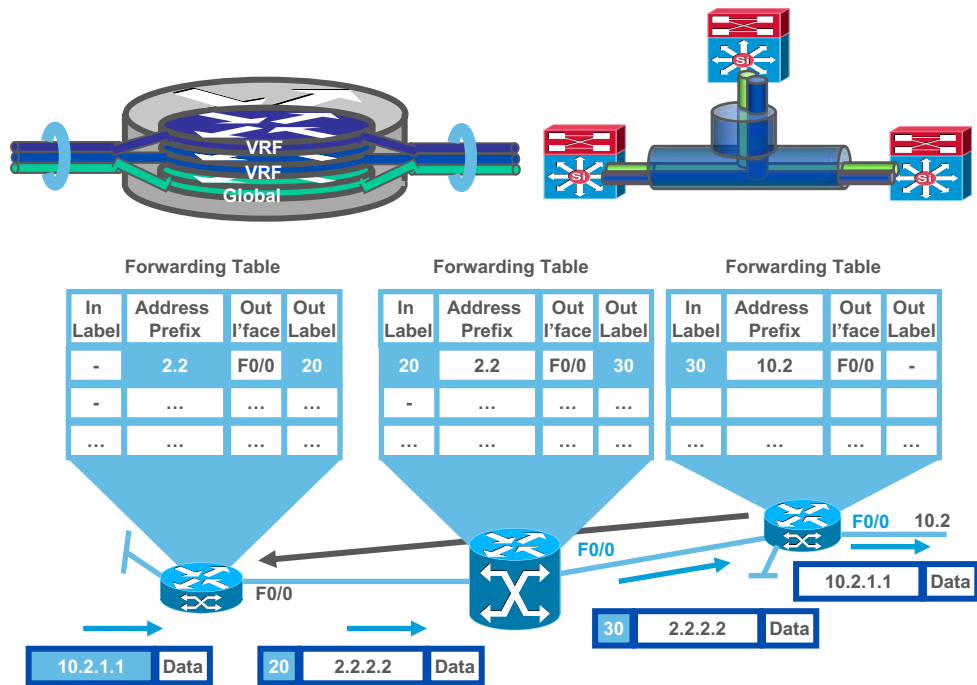 VRF
VRF
Global
Si
Si
Si
Forwarding Table
In Label Address Prefix Out I'face Out Label
- 2.2 F0/0 20
- … … …
… … … …
Forwarding Table
In Label Address Prefix Out I'face Out Label
20 2.2 F0/0 30
- … … …
… … … …
Forwarding Table
In Label Address Prefix Out I'face Out Label
30 10.2 F0/0 -
… … … …
F0/0
F0/0
F0/0 10.2
10.2.1.1 Data
20 2.2.2.2 Data
30 2.2.2.2 Data
10.2.1.1 Data